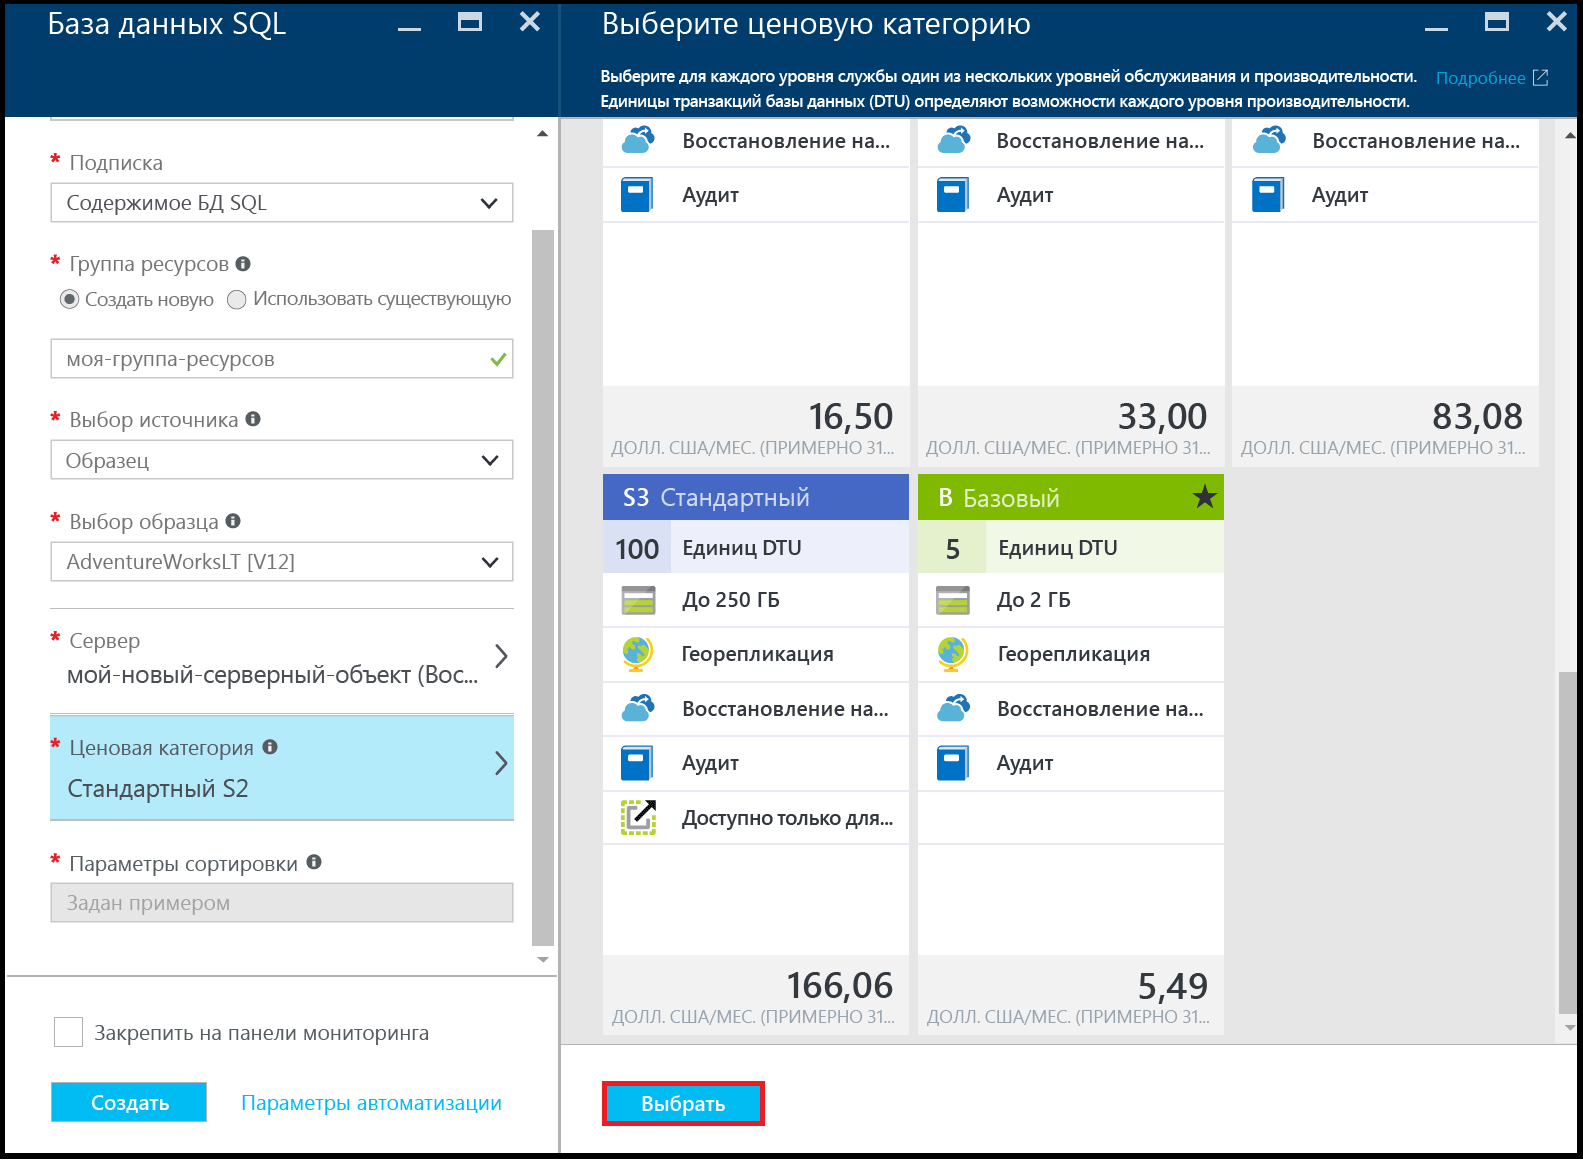 База данных SQL
Подписка
Содержимое БД SQL
Группа ресурсов
Создать новую
Использовать существующую
моя-группа-ресурсов
Выбор источника
Образец
Выбор образца
AdventureWorksLT [V12]
Сервер
мой-новый-серверный-объект (Вос...
Ценовая категория
Стандартный S2
Параметры сортировки
Задан примером
Закрепить на панели мониторинга
Создать
Параметры автоматизации
Выберите ценовую категорию
Выберите для каждого уровня службы один из нескольких уровней обслуживания и производительности.
Единицы транзакций базы данных (DTU) определяют возможности каждого уровня производительности.
Подробнее
Восстановление на...
Аудит
16,50
ДОЛЛ. США/МЕС. (ПРИМЕРНО 31...
Восстановление на...
Аудит
33,00
ДОЛЛ. США/МЕС. (ПРИМЕРНО 31...
Восстановление на...
Аудит
83,08
ДОЛЛ. США/МЕС. (ПРИМЕРНО 31...
S3 Стандартный
100 Единиц DTU
До 250 ГБ
Георепликация
Восстановление на...
Аудит
Доступно только для...
166,06
ДОЛЛ. США/МЕС. (ПРИМЕРНО 31...
B Базовый
5 Единиц DTU
До 2 ГБ
Георепликация
Восстановление на...
Аудит
5,49
ДОЛЛ. США/МЕС. (ПРИМЕРНО 31...
Выбрать